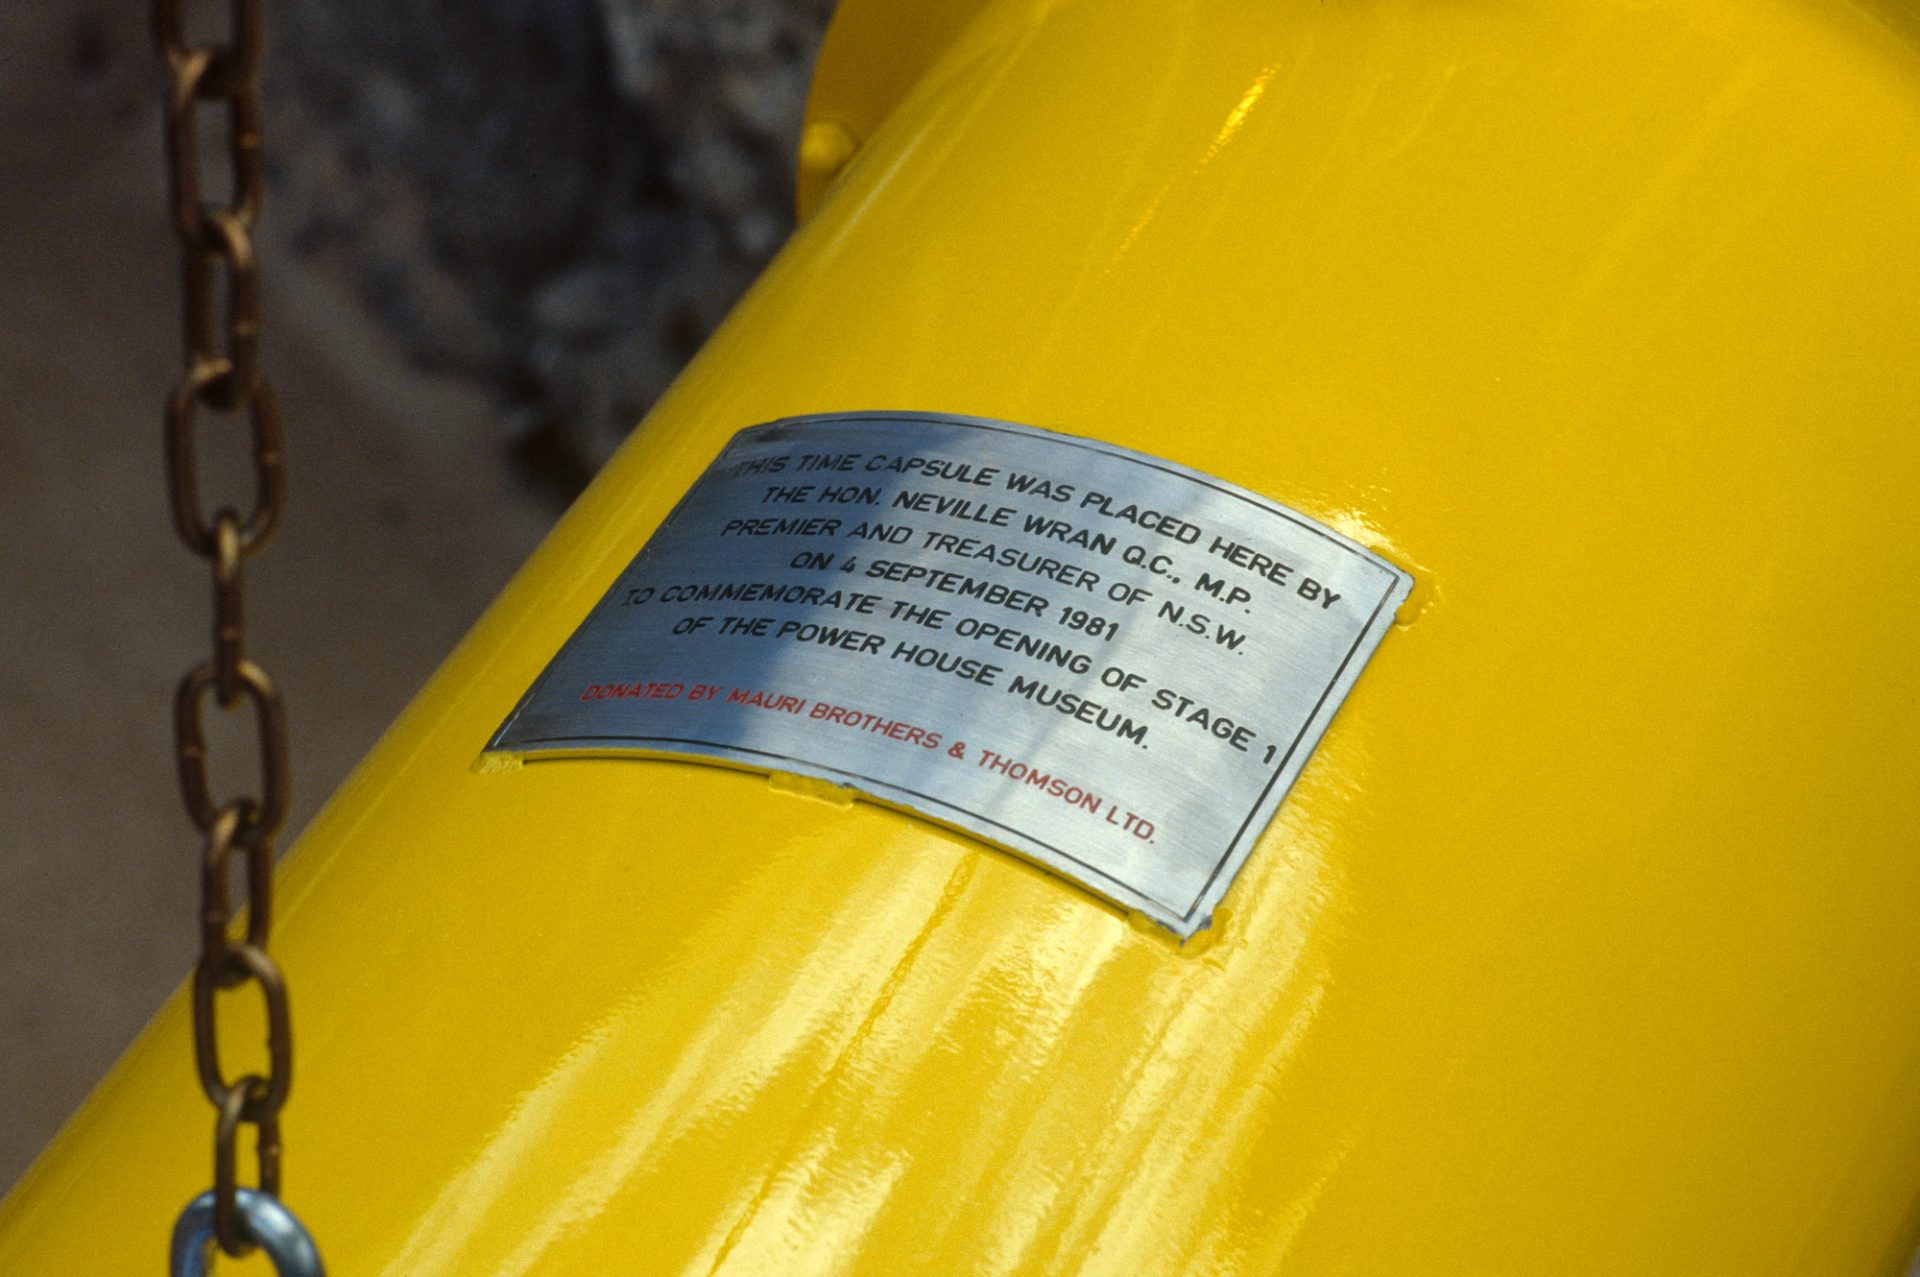 THIS TIME CAPSULE WAS PLACED HERE BY
THE HON. NEVILLE WRAN Q.C., M.P.
PREMIER AND TREASURER OF N.S.W.
ON 4 SEPTEMBER 1981
TO COMMEMORATE THE OPENING OF STAGE 1
OF THE POWER HOUSE MUSEUM.
DONATED BY MAURI BROTHERS & THOMSON LTD.